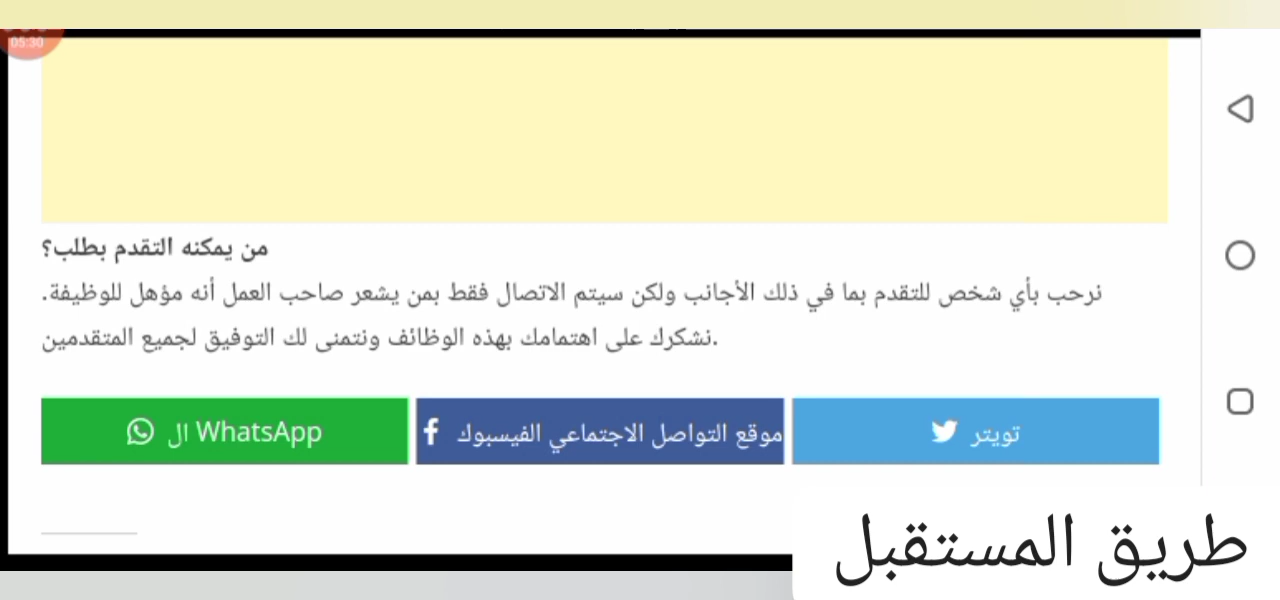 05:30
من يمكنه التقدم بطلب؟
نرحب بأي شخص للتقدم بما في ذلك الأجانب ولكن سيتم الاتصال فقط بمن يشعر صاحب العمل أنه مؤهل للوظيفة.
.نشكرك على اهتمامك بهذه الوظائف ونتمنى لك التوفيق لجميع المتقدمين
تويتر
موقع التواصل الاجتماعي الفيسبوك
WhatsApp ال
طريق المستقبل